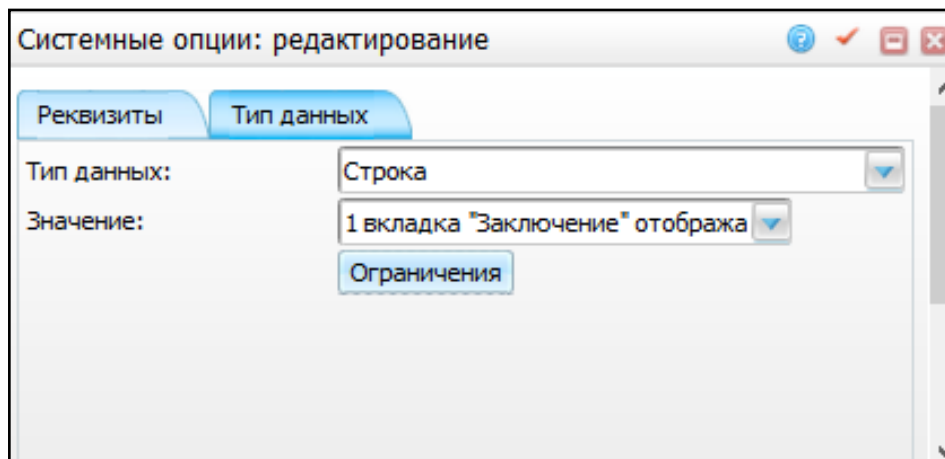 Системные опции: редактирование
Реквизиты Тип данных
Тип данных: Строка
Значение: 1 вкладка "Заключение" отобража
Ограничения